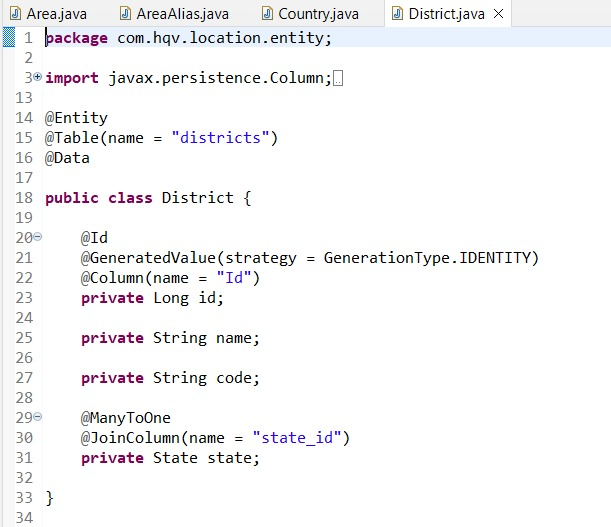 Area.java AreaAlias.java Country.java District.java
1 package com.hqv.location.entity;
2
3 import javax.persistence.Column;
13
14 @Entity
15 @Table(name = "districts")
16 @Data
17
18 public class District {
19
20 @Id
21 @GeneratedValue(strategy = GenerationType.IDENTITY)
22 @Column(name = "Id")
23 private Long id;
24
25 private String name;
26
27 private String code;
28
29 @ManyToOne
30 @JoinColumn(name = "state_id")
31 private State state;
32
33 }
34